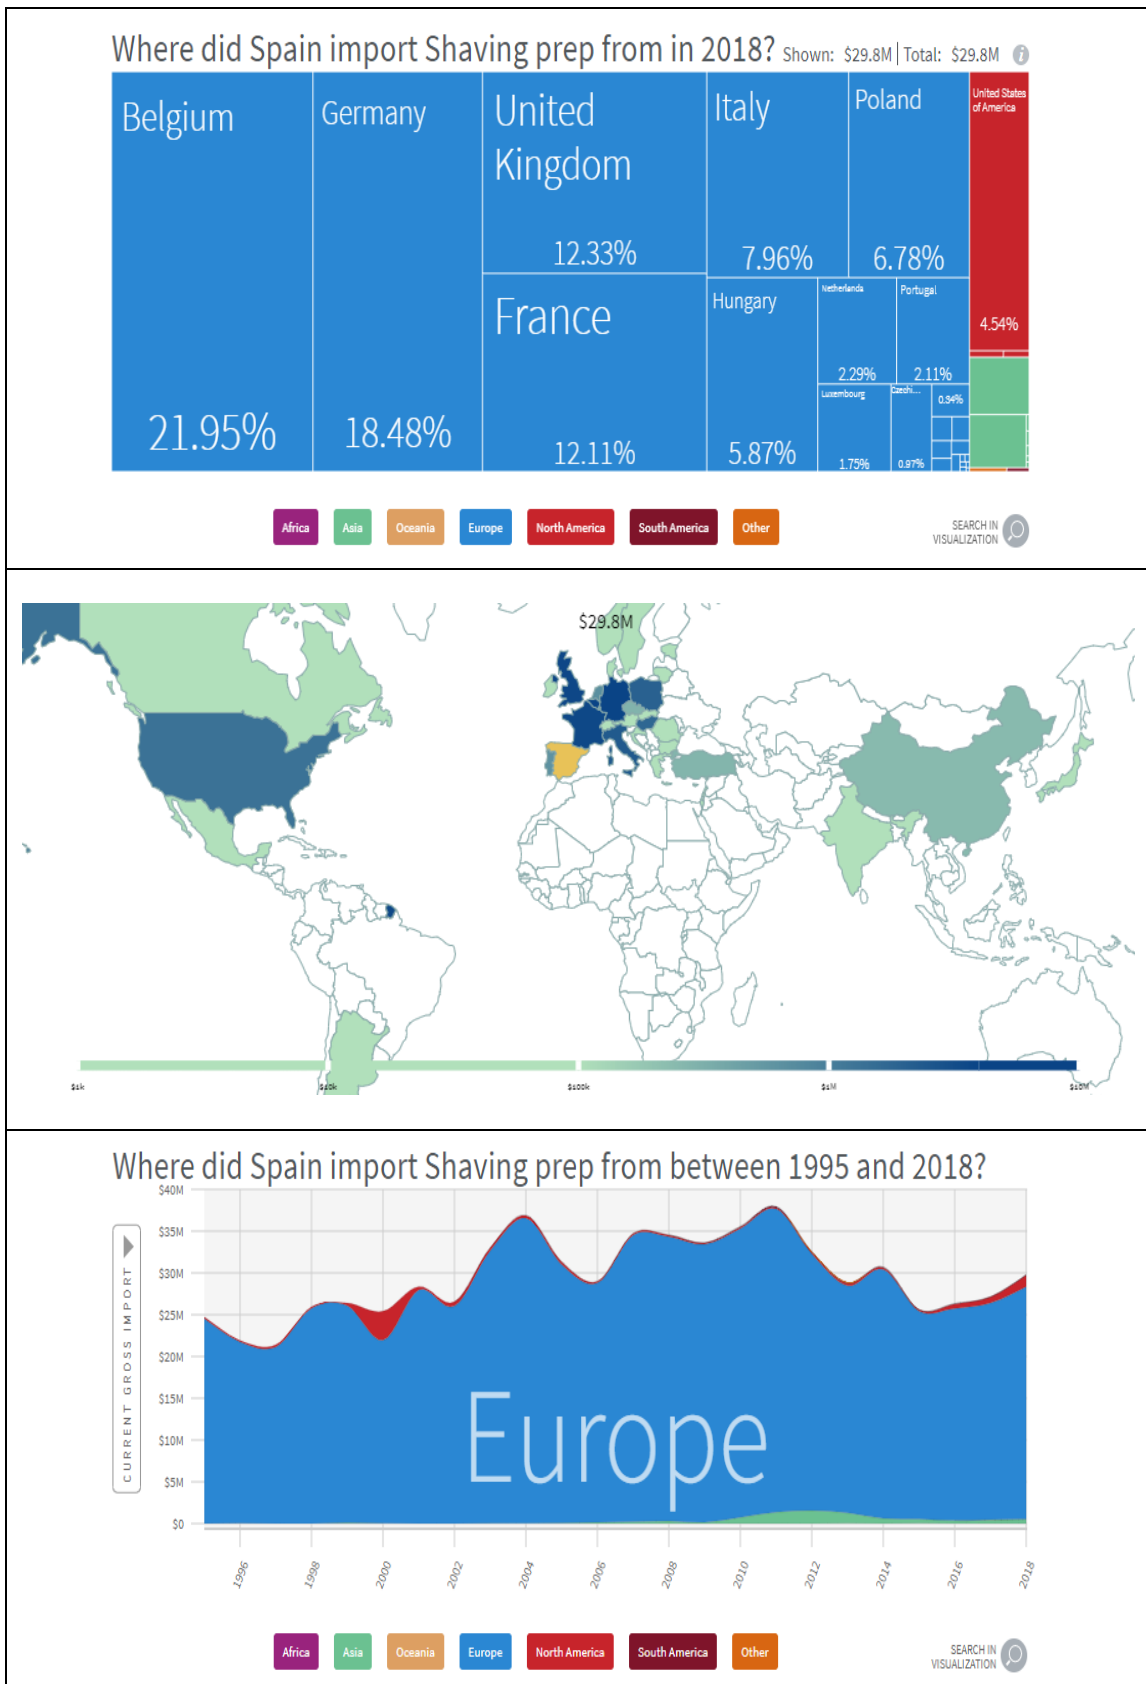 Where did Spain import Shaving prep from in 2018? Shown: $29.8M | Total: $29.8M
Belgium
21.95%
Germany
18.48%
United
Kingdom
12.33%
France
12.11%
Italy
7.96%
Poland
6.78%
Hungary
5.87%
Netherlands
2.29%
Portugal
2.11%
Luxembourg
1.75%
Czechi...
0.97%
0.94%
United States
of America
4.54%
Africa
Asia
Oceania
Europe
North America
South America
Other
SEARCH IN
VISUALIZATION
$29.8M
$1k
$10k
$100k
$1M
$10M
Where did Spain import Shaving prep from between 1995 and 2018?
CURRENT GROSS IMPORT
$40M
$35M
$30M
$25M
$20M
$15M
$10M
$5M
$0
Europe
1996
1998
2000
2002
2004
2006
2008
2010
2012
2014
2016
2018
Africa
Asia
Oceania
Europe
North America
South America
Other
SEARCH IN
VISUALIZATION